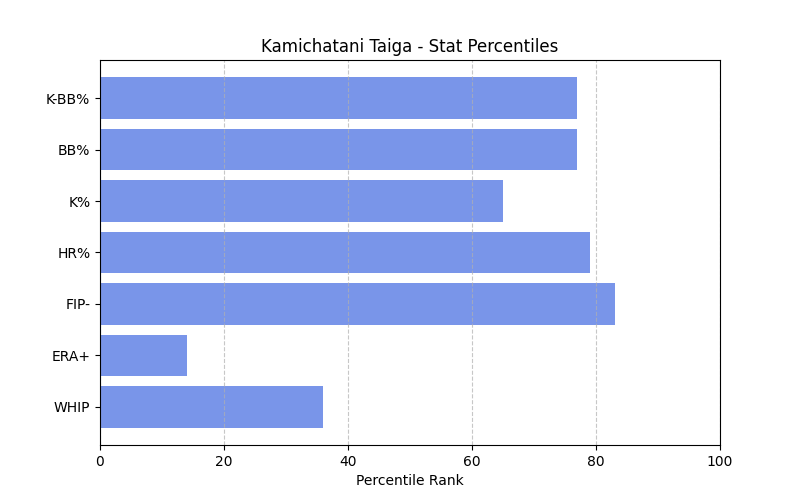 Kamichatani Taiga - Stat Percentiles
K-BB%
BB%
K%
HR%
FIP-
ERA+
WHIP
0 20 40 60 80 100
Percentile Rank